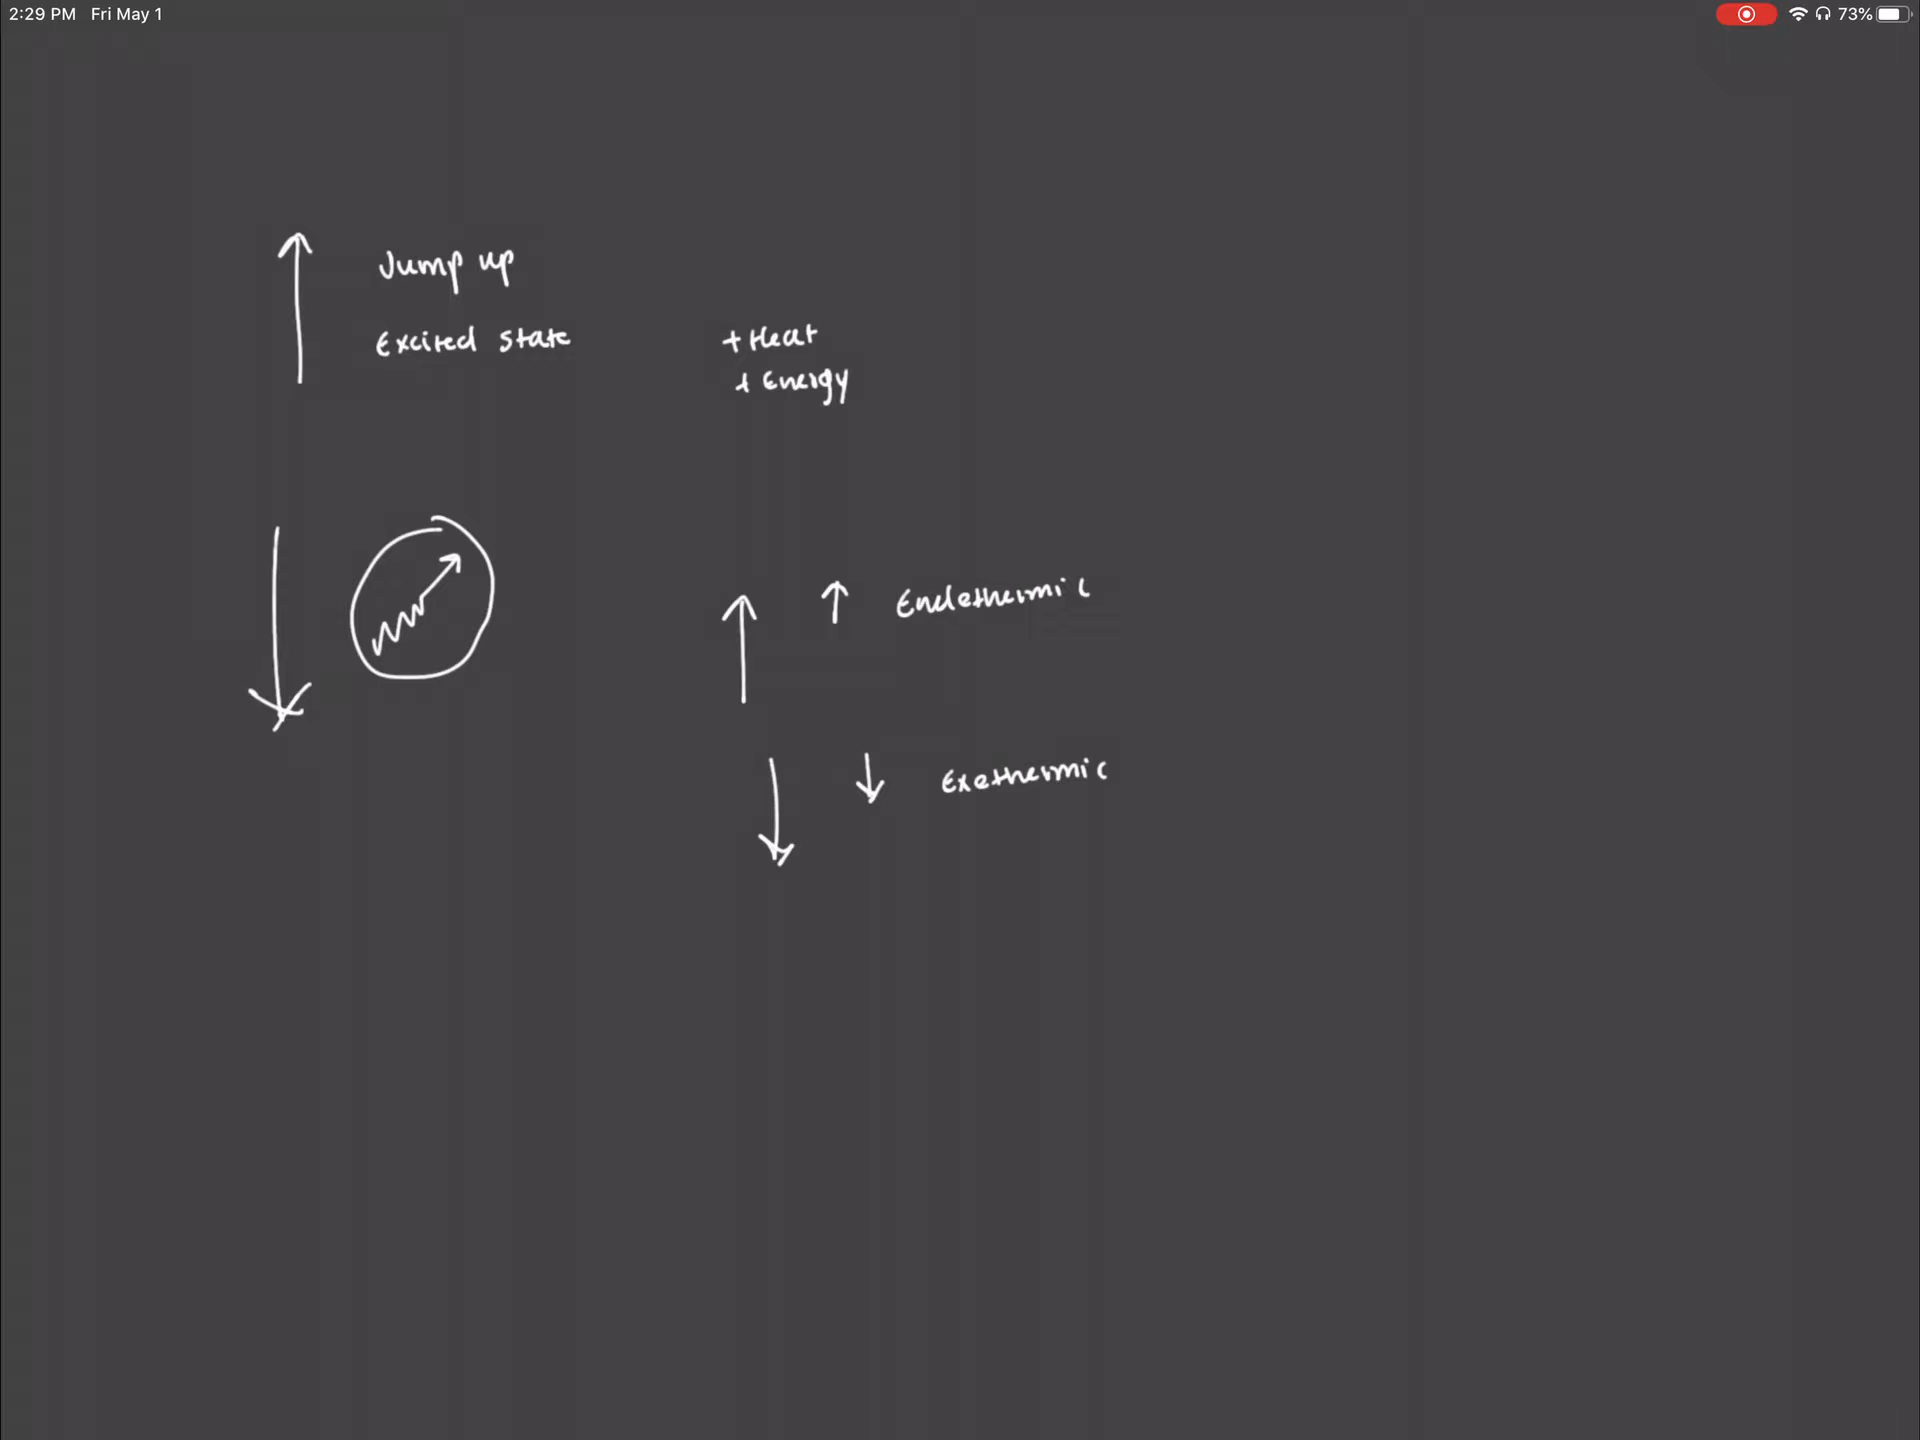 2:29 PM Fri May 1
73%
Jump up
Excited state
+ Heat
+ Energy
Endothermic
Exothermic